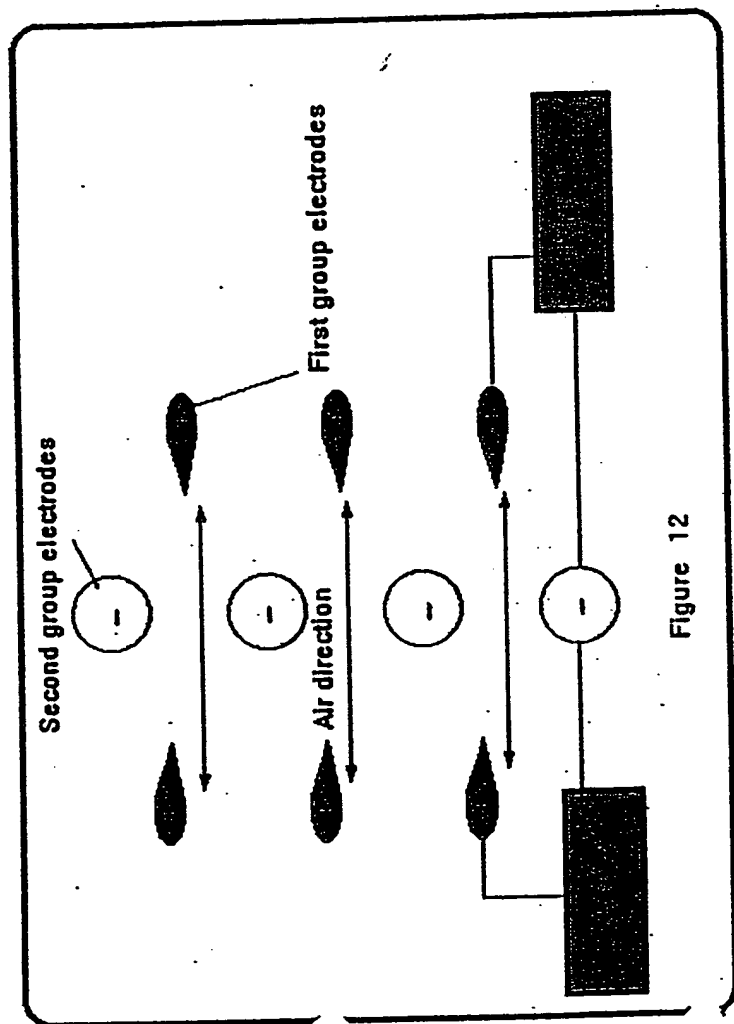 Second group electrodes
First group electrodes
Air direction
-
-
-
-
Figure 12